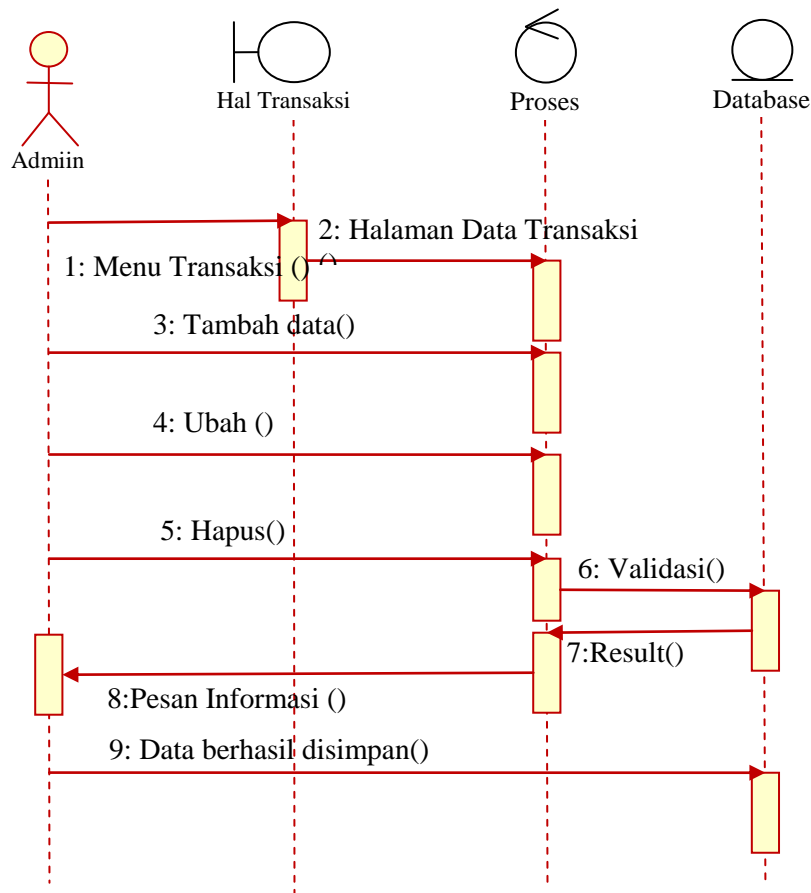 Hal Transaksi
Proses
Database
Admiin
2: Halaman Data Transaksi
()
1: Menu Transaksi ()
3: Tambah data()
4: Ubah ()
5: Hapus()
6: Validasi()
7:Result()
8:Pesan Informasi ()
9: Data berhasil disimpan()